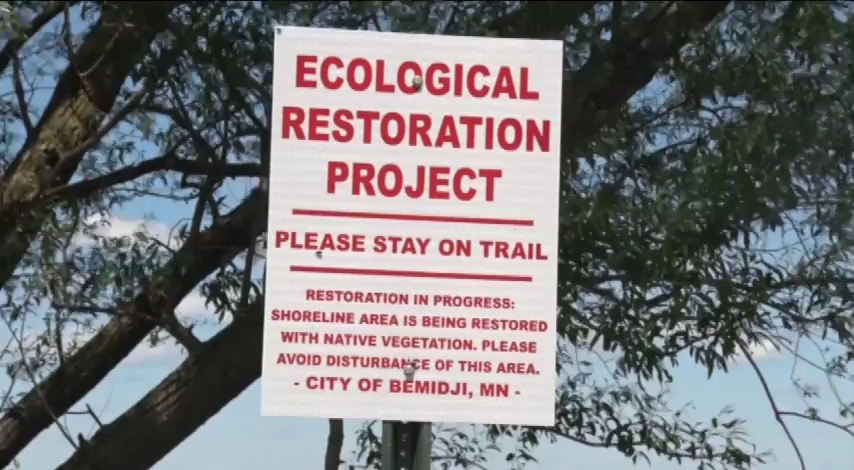 ECOLOGICAL
RESTORATION
PROJECT
PLEASE STAY ON TRAIL
RESTORATION IN PROGRESS:
SHORELINE AREA IS BEING RESTORED
WITH NATIVE VEGETATION. PLEASE
AVOID DISTURBANCE OF THIS AREA.
- CITY OF BEMIDJI, MN -